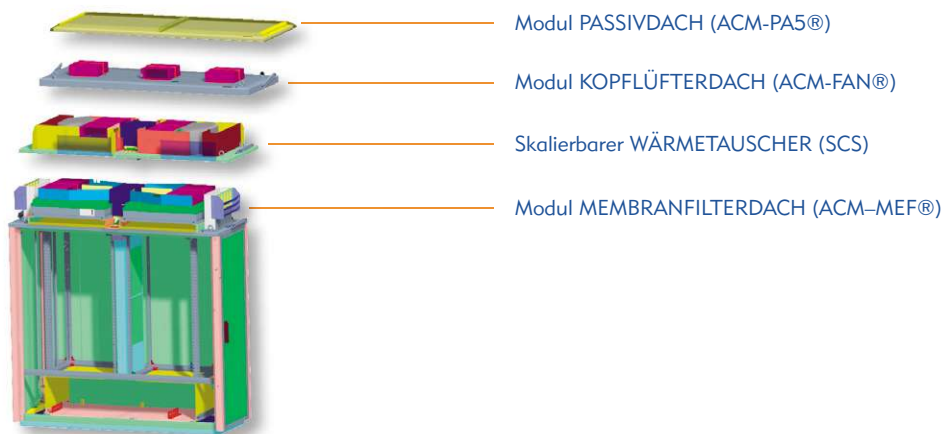 Modul PASSIVDACH (ACM-PA5®)
Modul KOPFLÜFTERDACH (ACM-FAN®)
Skalierbarer WÄRMETAUSCHER (SCS)
Modul MEMBRANFILTERDACH (ACM–MEF®)